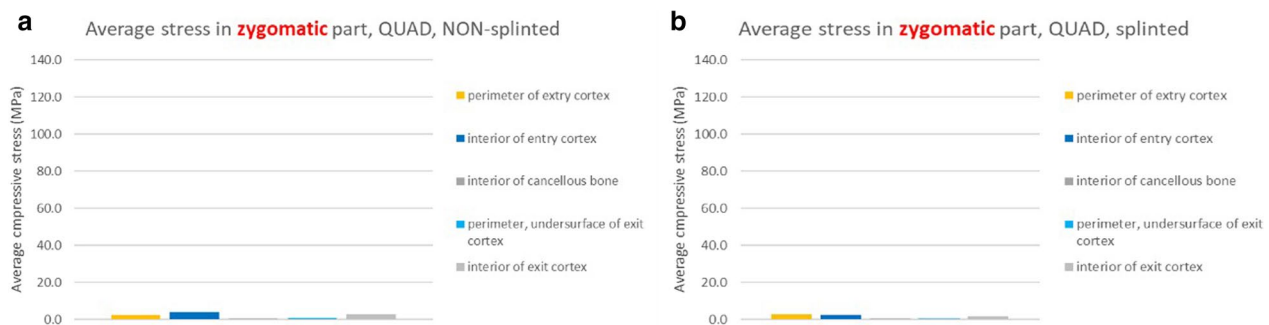 a
Average stress in zygomatic part, QUAD, NON-splinted
Average cmpressive stress (MPa)
140.0
120.0
100.0
80.0
60.0
40.0
20.0
0.0
perimeter of extry cortex
interior of entry cortex
interior of cancellous bone
perimeter, undersurface of exit
cortex
interior of exit cortex
b
Average stress in zygomatic part, QUAD, splinted
Average cmpressive stress (MPa)
140.0
120.0
100.0
80.0
60.0
40.0
20.0
0.0
perimeter of extry cortex
interior of entry cortex
interior of cancellous bone
perimeter, undersurface of exit
cortex
interior of exit cortex